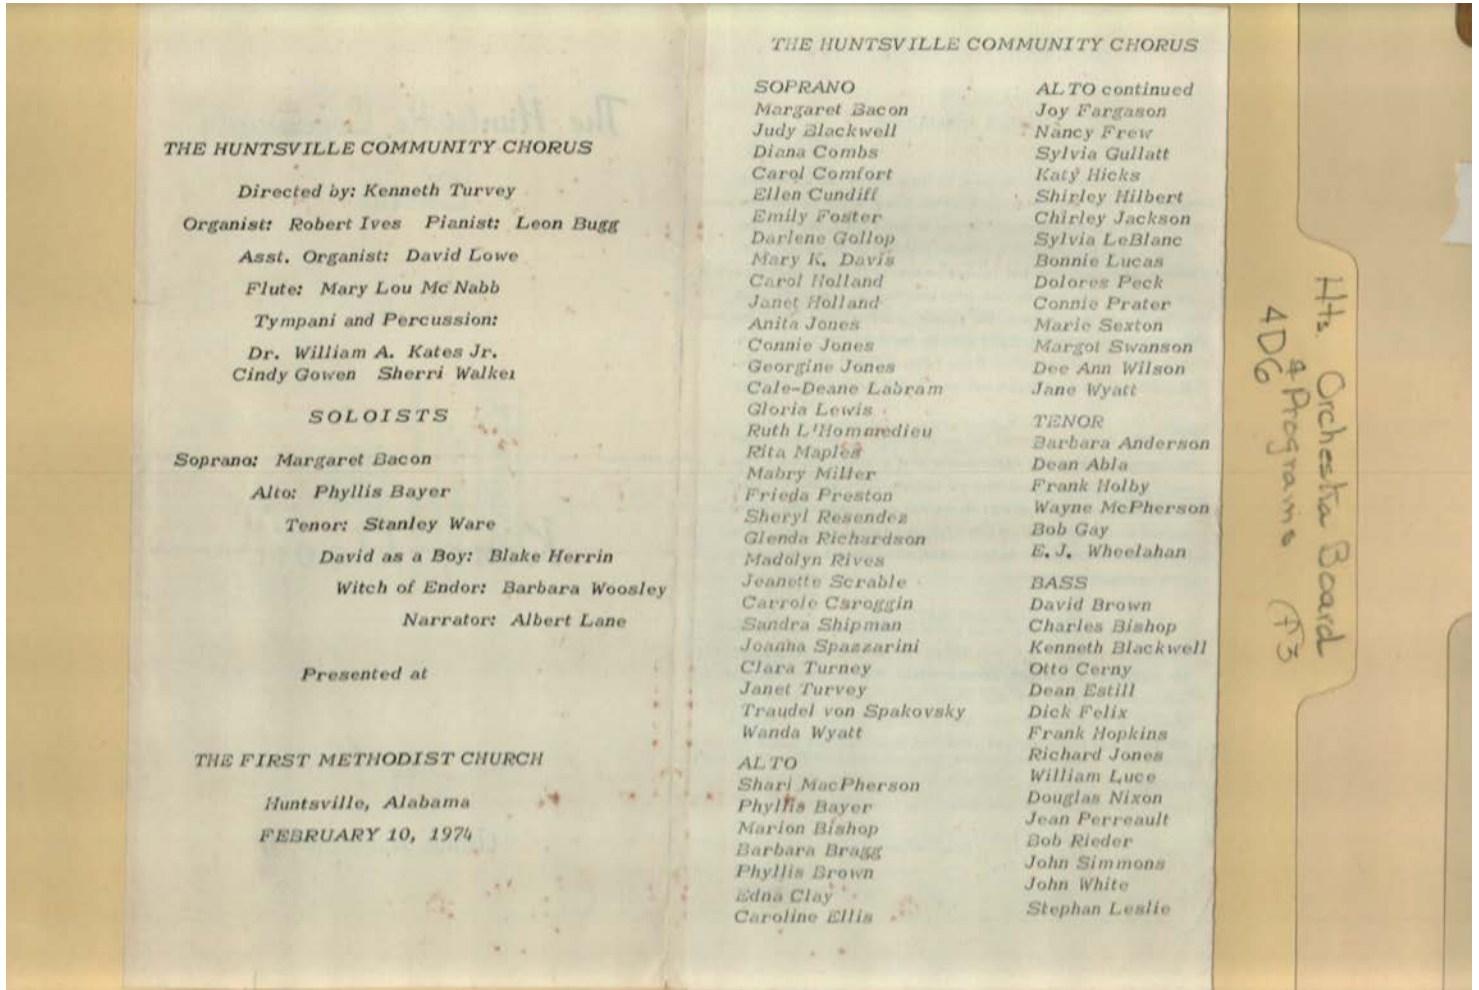 THE HUNTSVILLE COMMUNITY CHORUS
Directed by: Kenneth Turvey
Organist: Robert Ives Pianist: Leon Bugg
Asst. Organist: David Lowe
Flute: Mary Lou Mc Nabb
Tympani and Percussion:
Dr. William A. Kates Jr.
Cindy Gowen Sherri Walker
SOLOISTS
Soprano: Margaret Bacon
Alto: Phyllis Bayer
Tenor: Stanley Ware
David as a Boy: Blake Herrin
Witch of Endor: Barbara Woosley
Narrator: Albert Lane
Presented at
THE FIRST METHODIST CHURCH
Huntsville, Alabama
FEBRUARY 10, 1974
THE HUNTSVILLE COMMUNITY CHORUS
SOPRANO
Margaret Bacon
Judy Blackwell
Diana Combs
Carol Comfort
Ellen Cundiff
Emily Foster
Darlene Gollop
Mary K. Davis
Carol Holland
Janet Holland
Anita Jones
Connie Jones
Georgine Jones
Cale-Deane Labram
Gloria Lewis
Ruth L'Hommedieu
Rita Maples
Mabry Miller
Frieda Preston
Sheryl Resendez
Glenda Richardson
Madolyn Rives
Jeanette Scrable
Carrole Csroggin
Sandra Shipman
Joanna Spazzarini
Clara Turney
Janet Turvey
Traudel von Spakovsky
Wanda Wyatt
ALTO
Shari MacPherson
Phyllis Bayer
Marion Bishop
Barbara Bragg
Phyllis Brown
Edna Clay
Caroline Ellis
ALTO continued
Joy Fargason
Nancy Frew
Sylvia Gullatt
Katy Hicks
Shirley Hilbert
Chirley Jackson
Sylvia LeBlanc
Bonnie Lucas
Dolores Peck
Connie Prater
Marie Sexton
Margot Swanson
Dee Ann Wilson
Jane Wyatt
TENOR
Barbara Anderson
Dean Abla
Frank Holby
Wayne McPherson
Bob Gay
E. J. Wheelahan
BASS
David Brown
Charles Bishop
Kenneth Blackwell
Otto Cerny
Dean Estill
Dick Felix
Frank Hopkins
Richard Jones
William Luce
Douglas Nixon
Jean Perreault
Bob Rieder
John Simmons
John White
Stephan Leslie
Hts. Orchestra Board
& Programs
4D6